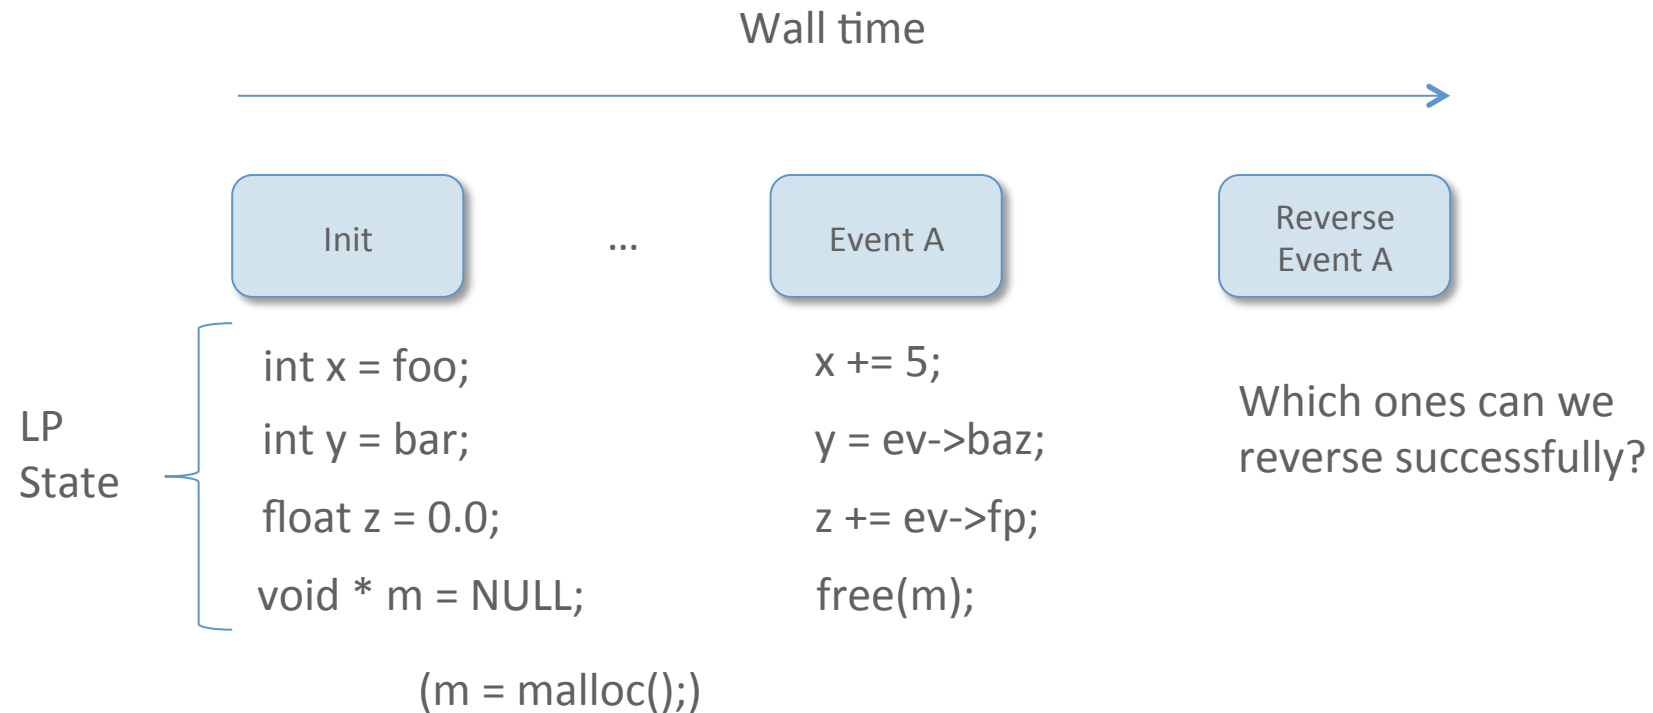 Wall time
Init
...
Event A
Reverse
Event A
LP
State
int x = foo;
int y = bar;
float z = 0.0;
void * m = NULL;
(m = malloc();)
x += 5;
y = ev->baz;
z += ev->fp;
free(m);
Which ones can we
reverse successfully?